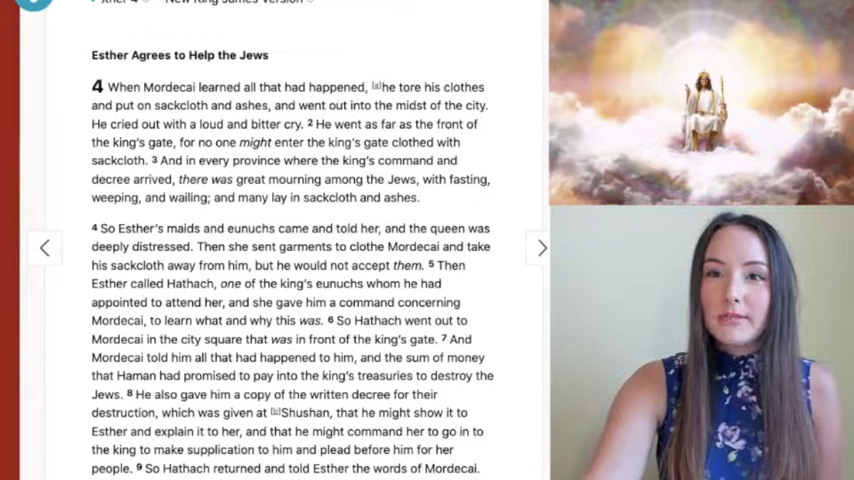 New King James Version
Esther Agrees to Help the Jews
4 When Mordecai learned all that had happened, [a]he tore his clothes
and put on sackcloth and ashes, and went out into the midst of the city.
He cried out with a loud and bitter cry. 2 He went as far as the front of
the king's gate, for no one might enter the king's gate clothed with
sackcloth. 3 And in every province where the king's command and
decree arrived, there was great mourning among the Jews, with fasting,
weeping, and wailing; and many lay in sackcloth and ashes.
4 So Esther's maids and eunuchs came and told her, and the queen was
deeply distressed. Then she sent garments to clothe Mordecai and take
his sackcloth away from him, but he would not accept them. 5 Then
Esther called Hathach, one of the king's eunuchs whom he had
appointed to attend her, and she gave him a command concerning
Mordecai, to learn what and why this was. 6 So Hathach went out to
Mordecai in the city square that was in front of the king's gate. 7 And
Mordecai told him all that had happened to him, and the sum of money
that Haman had promised to pay into the king's treasuries to destroy the
Jews. 8 He also gave him a copy of the written decree for their
destruction, which was given at [b]Shushan, that he might show it to
Esther and explain it to her, and that he might command her to go in to
the king to make supplication to him and plead before him for her
people. 9 So Hathach returned and told Esther the words of Mordecai.